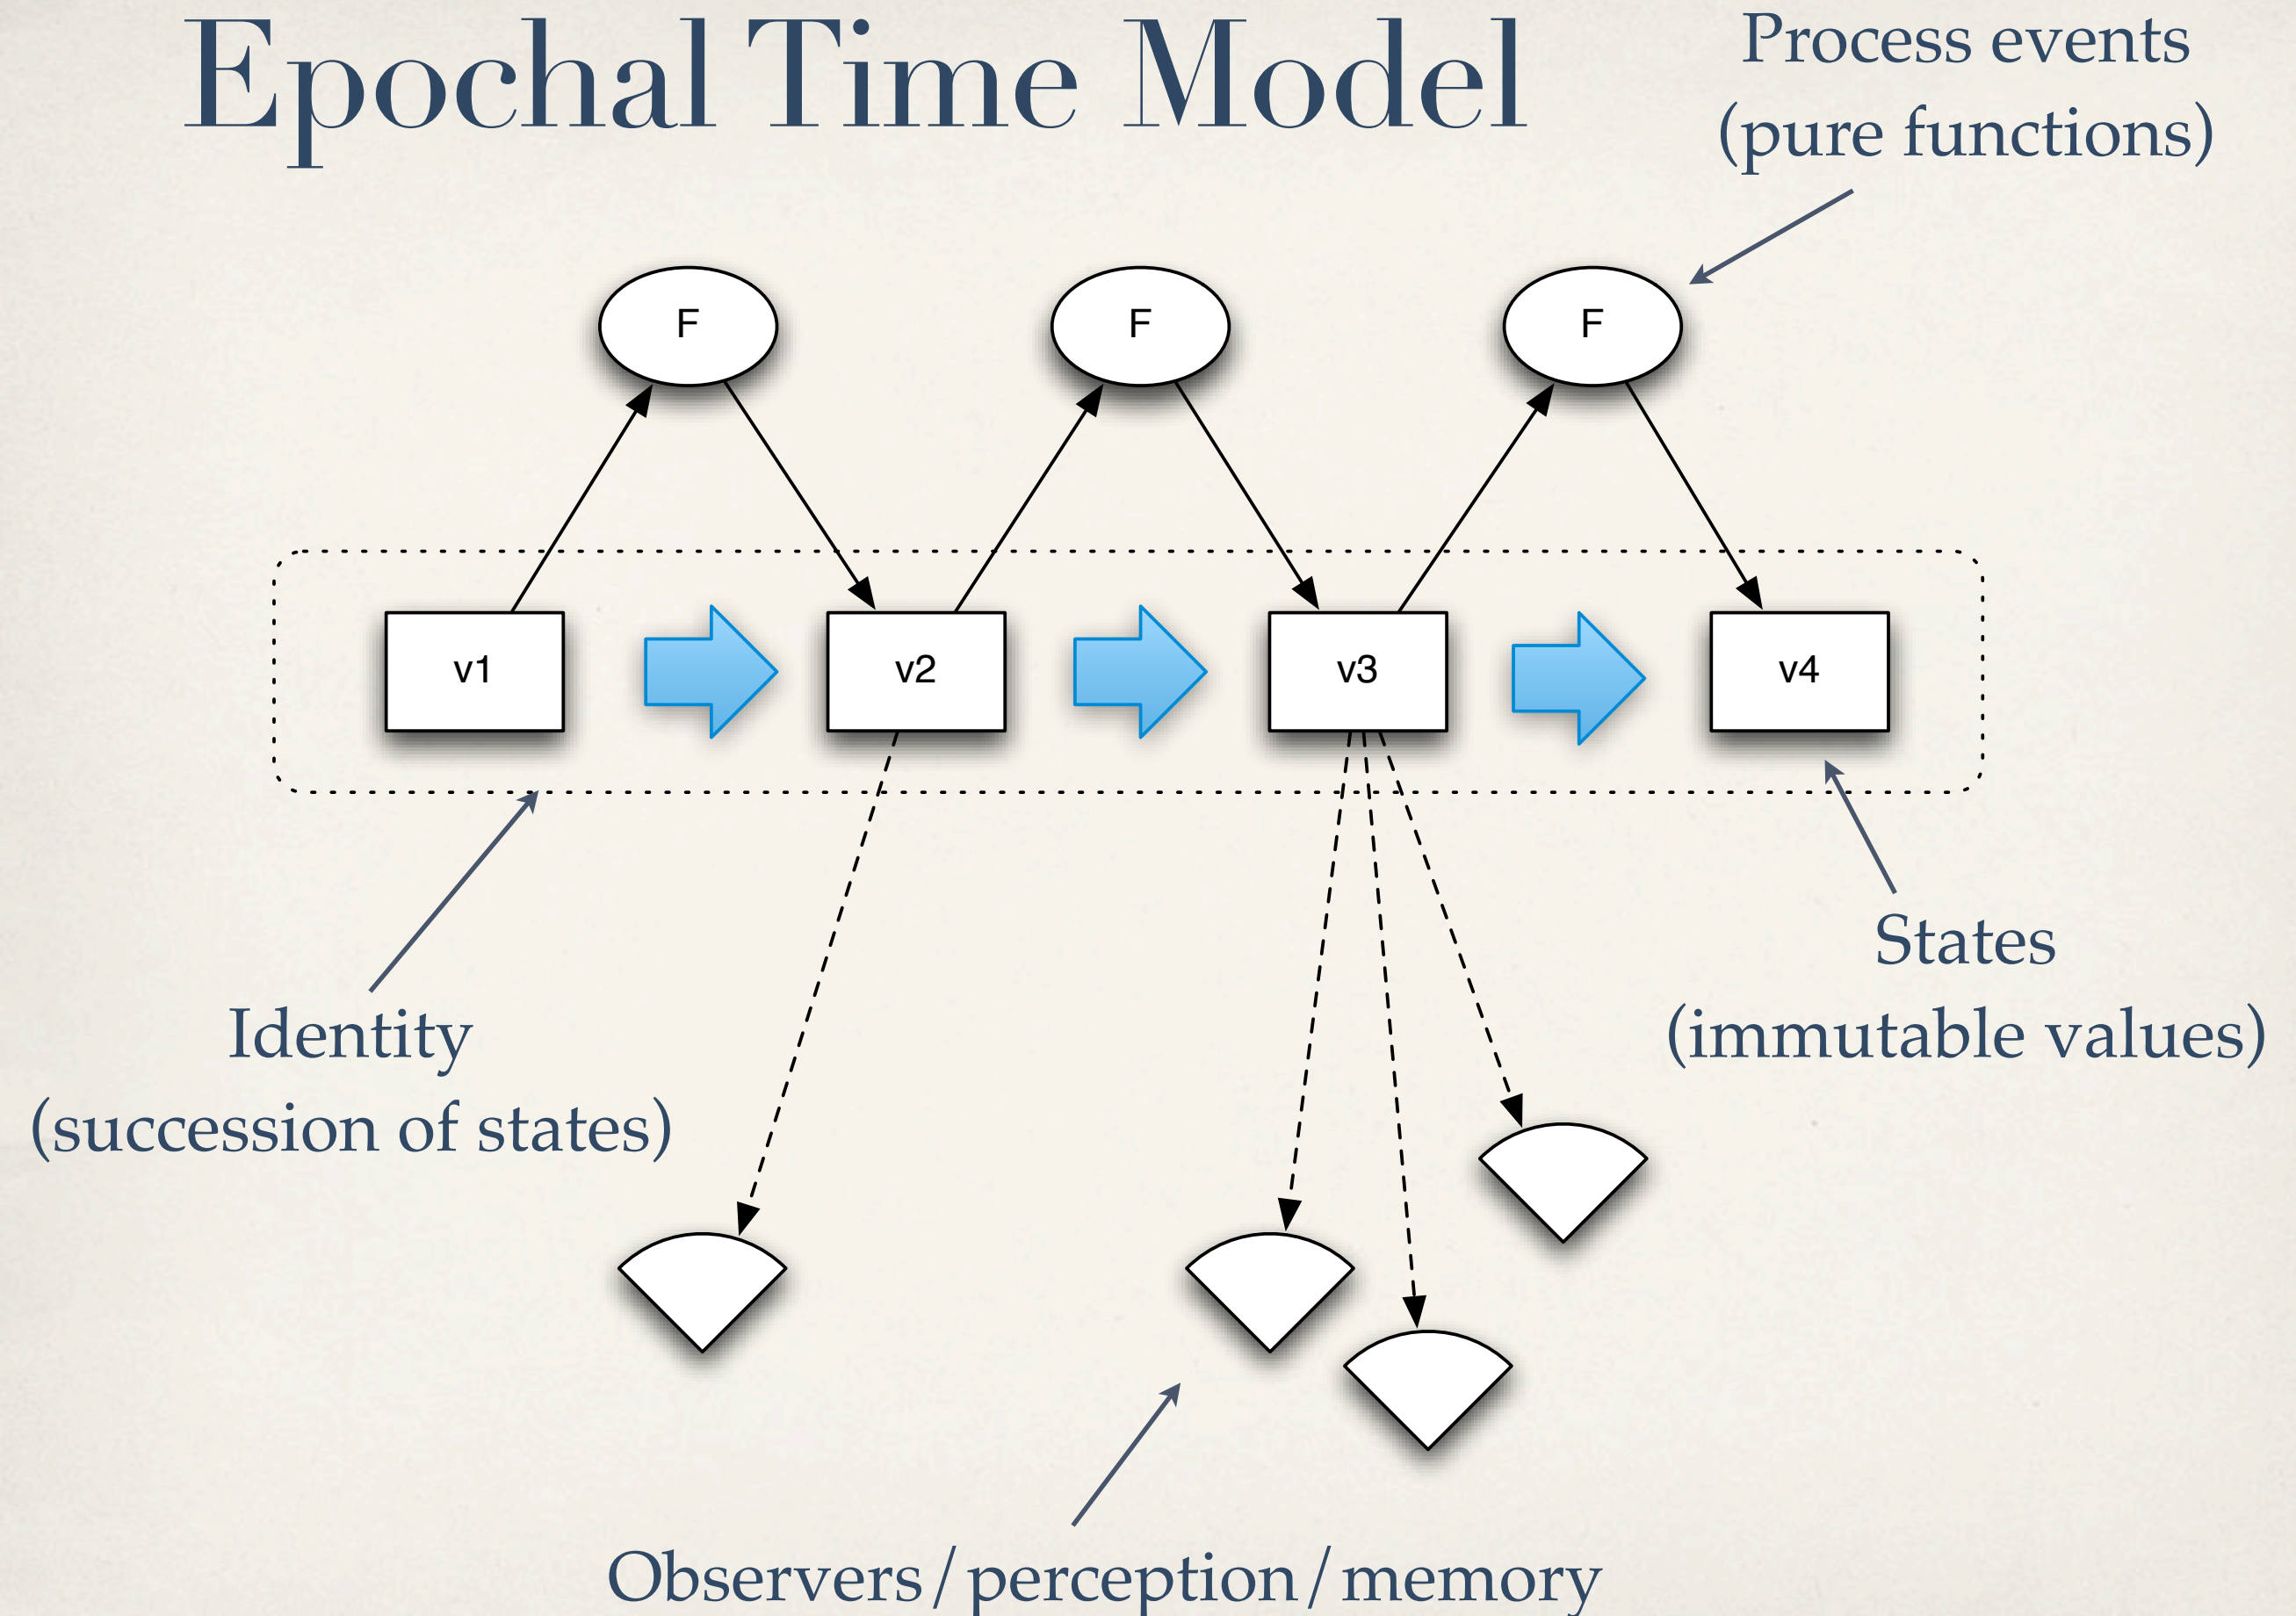 Epochal Time Model
Process events
(pure functions)
F
F
F
v1
v2
v3
v4
States
(immutable values)
Identity
(succession of states)
Observers/perception/memory